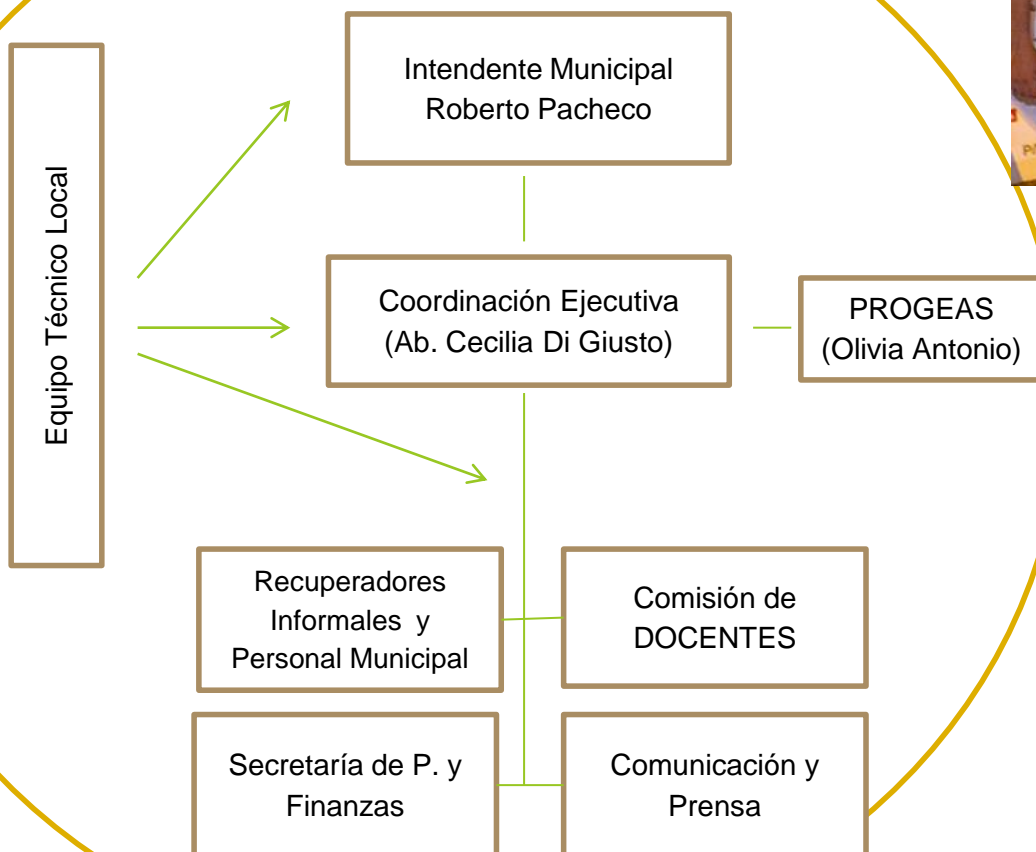 Equipo Técnico Local
Intendente Municipal
Roberto Pacheco
Coordinación Ejecutiva
(Ab. Cecilia Di Giusto)
PROGEAS
(Olivia Antonio)
Recuperadores
Informales y
Personal Municipal
Comisión de
DOCENTES
Secretaría de P. y
Finanzas
Comunicación y
Prensa